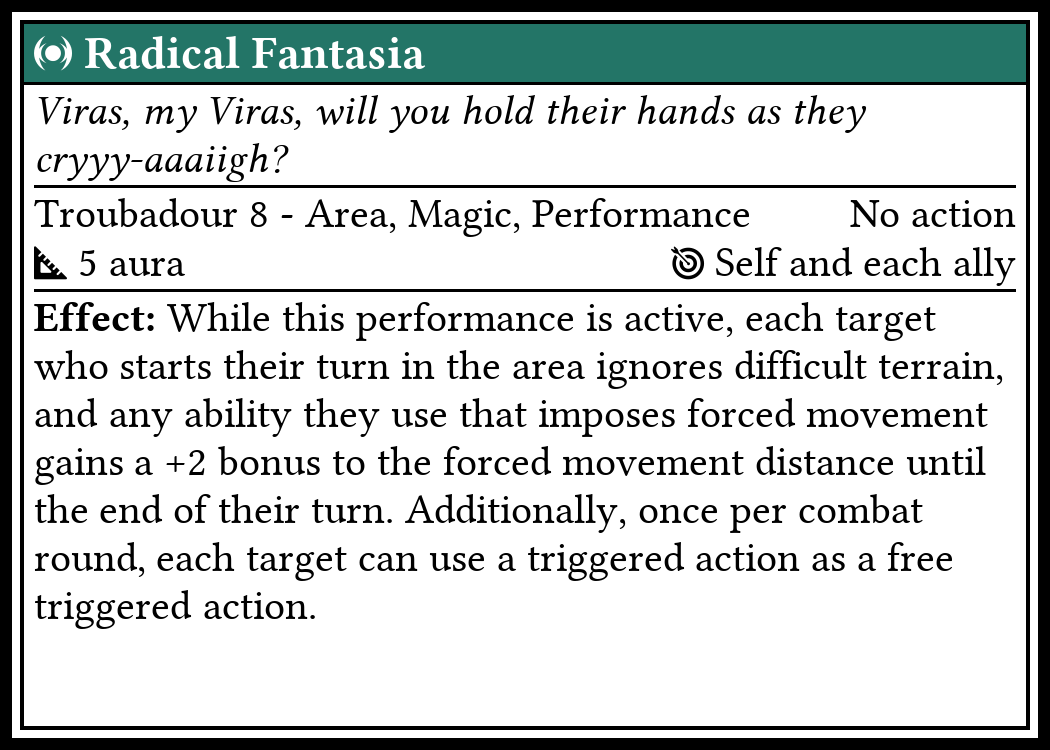 Radical Fantasia
Viras, my Viras, will you hold their hands as they
cryyy-aaaiigh?
Troubadour 8 - Area, Magic, Performance No action
5 aura Self and each ally
Effect: While this performance is active, each target
who starts their turn in the area ignores difficult terrain,
and any ability they use that imposes forced movement
gains a +2 bonus to the forced movement distance until
the end of their turn. Additionally, once per combat
round, each target can use a triggered action as a free
triggered action.